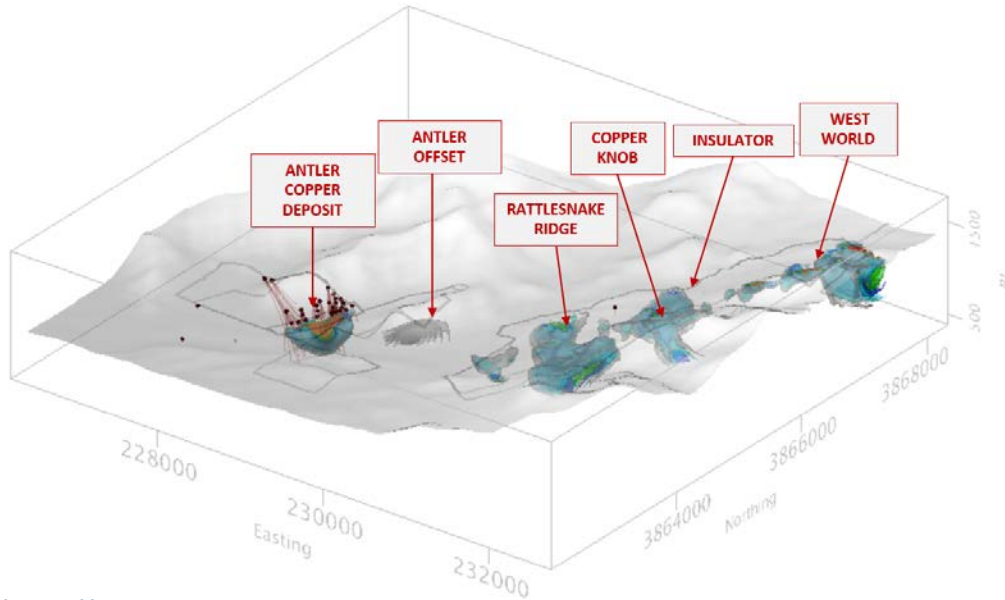 ANTLER
OFFSET
ANTLER
COPPER
DEPOSIT
COPPER
KNOB
INSULATOR
WEST
WORLD
RATTLESNAKE
RIDGE
1500
500
3868000
3866000
3864000
Northing
228000
230000
232000
Easting